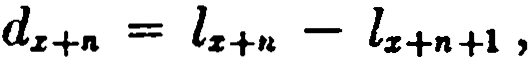 d_{x+n} = l_{x+n} - l_{x+n+1},